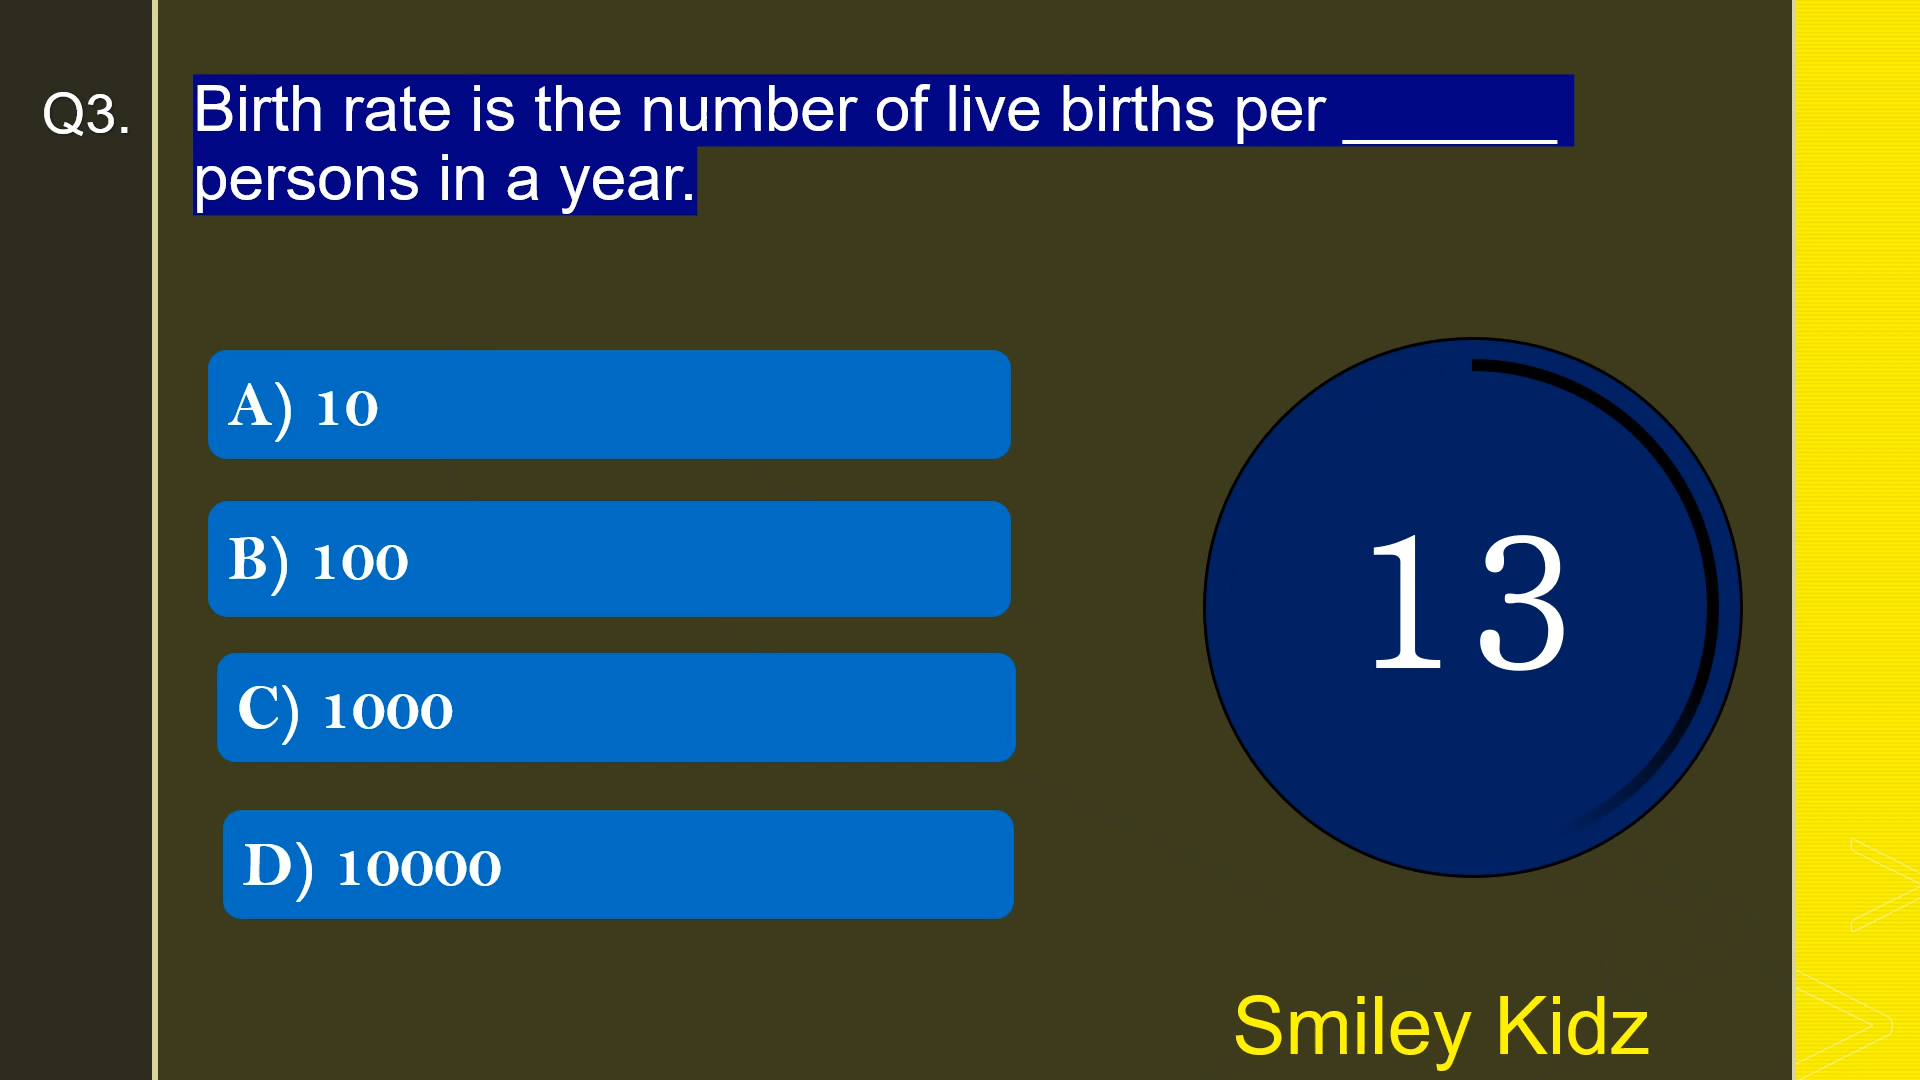 Q3.
Birth rate is the number of live births per ______
persons in a year.
A) 10
B) 100
C) 1000
D) 10000
13
Smiley Kidz